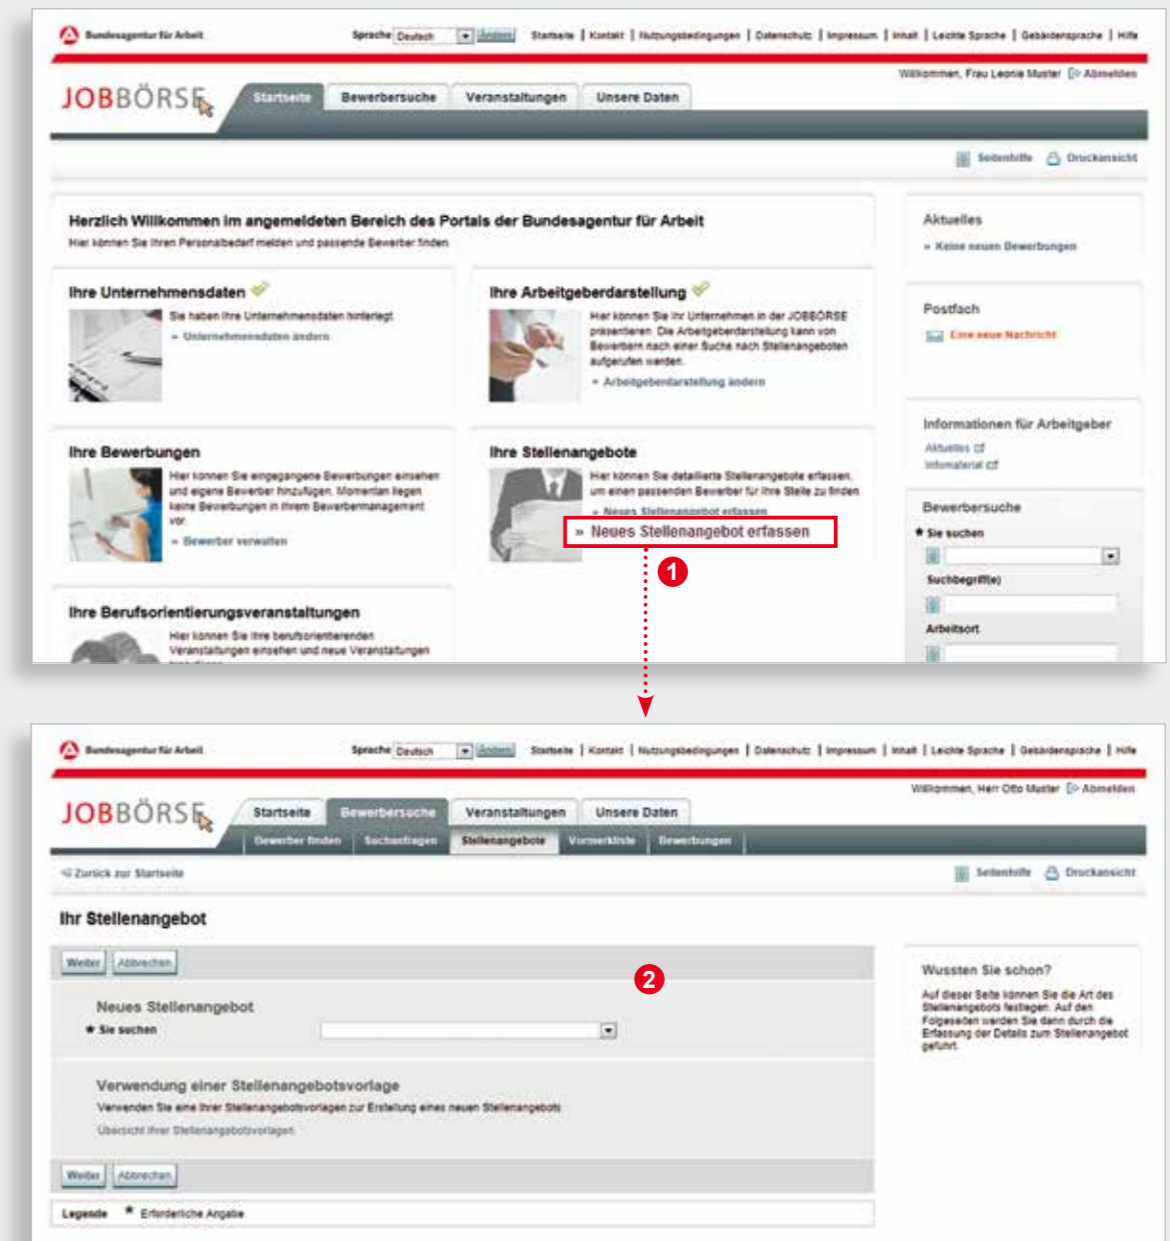 Bundesagentur für Arbeit
Sprache Deutsch Ändern Startseite | Kontakt | Nutzungsbedingungen | Datenschutz | Impressum | Inhalt | Leichte Sprache | Gebärdensprache | Hilfe
Willkommen, Frau Leonie Muster Abmelden
JOBBÖRSE
Startseite Bewerbersuche Veranstaltungen Unsere Daten
Seitenhilfe Druckansicht
Herzlich Willkommen im angemeldeten Bereich des Portals der Bundesagentur für Arbeit
Hier können Sie Ihren Personalbedarf melden und passende Bewerber finden.
Ihre Unternehmensdaten
Sie haben Ihre Unternehmensdaten hinterlegt.
» Unternehmensdaten ändern
Ihre Arbeitgeberdarstellung
Hier können Sie Ihr Unternehmen in der JOBBÖRSE
präsentieren. Die Arbeitgeberdarstellung kann von
Bewerbern nach einer Suche nach Stellenangeboten
aufgerufen werden.
» Arbeitgeberdarstellung ändern
Ihre Bewerbungen
Hier können Sie eingegangene Bewerbungen einsehen
und eigene Bewerber hinzufügen. Momentan liegen
keine Bewerbungen in Ihrem Bewerbermanagement
vor.
» Bewerber verwalten
Ihre Stellenangebote
Hier können Sie detaillierte Stellenangebote erfassen,
um einen passenden Bewerber für Ihre Stelle zu finden.
» Neues Stellenangebot erfassen
» Neues Stellenangebot erfassen
1
Ihre Berufsorientierungsveranstaltungen
Hier können Sie Ihre berufsorientierenden
Veranstaltungen einsehen und neue Veranstaltungen
Aktuelles
» Keine neuen Bewerbungen
Postfach
Eine neue Nachricht
Informationen für Arbeitgeber
Aktuelles
Infomaterial
Bewerbersuche
* Sie suchen
Suchbegriff(e)
Arbeitsort
Bundesagentur für Arbeit
Sprache Deutsch Ändern Startseite | Kontakt | Nutzungsbedingungen | Datenschutz | Impressum | Inhalt | Leichte Sprache | Gebärdensprache | Hilfe
Willkommen, Herr Otto Muster Abmelden
JOBBÖRSE
Startseite Bewerbersuche Veranstaltungen Unsere Daten
Bewerber finden Suchanfragen Stellenangebote Vormerkliste Bewerbungen
Zurück zur Startseite
Seitenhilfe Druckansicht
Ihr Stellenangebot
Weiter Abbrechen
2
Neues Stellenangebot
* Sie suchen
Verwendung einer Stellenangebotsvorlage
Verwenden Sie eine Ihrer Stellenangebotsvorlagen zur Erstellung eines neuen Stellenangebots
Übersicht Ihrer Stellenangebotsvorlagen
Weiter Abbrechen
Legende * Erforderliche Angabe
Wussten Sie schon?
Auf dieser Seite können Sie die Art des
Stellenangebots festlegen. Auf den
Folgeseiten werden Sie dann durch die
Erfassung der Details zum Stellenangebot
geführt.